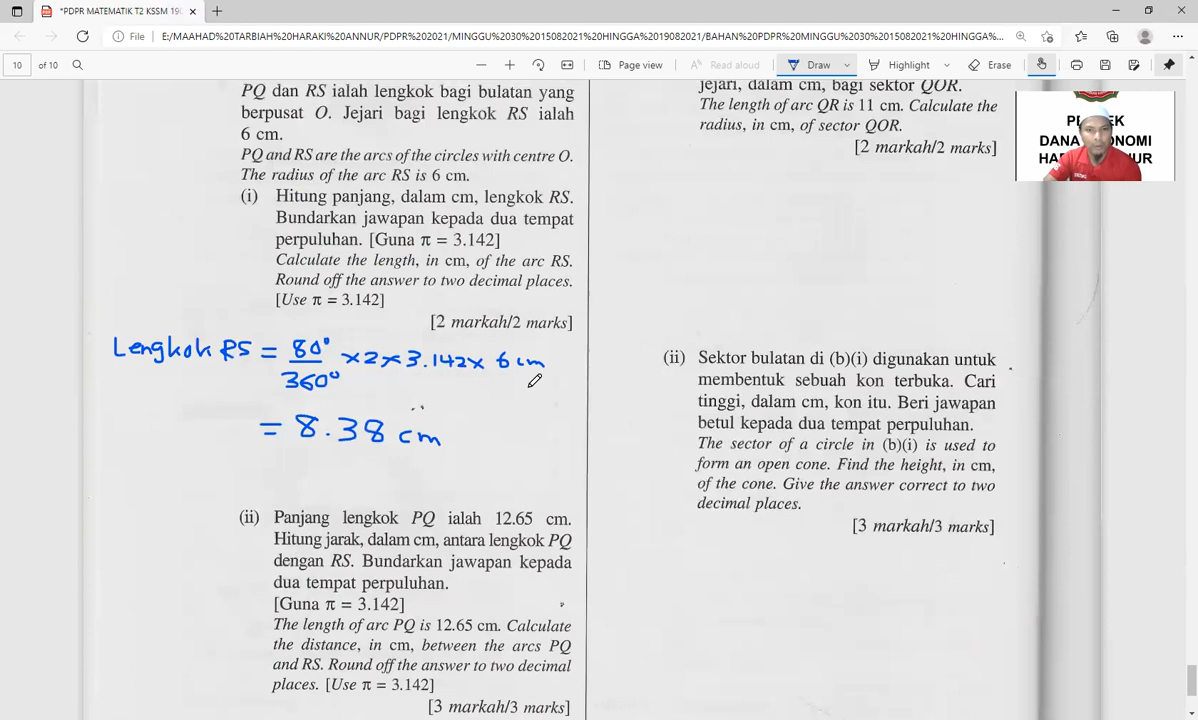 *PDPR MATEMATIK T2 KSSM 19
File
E:/MAAHAD%20TARBIAH%20HARAKI%20ANNUR/PDPR%202021/MINGGU%2030%2015082021%20HINGGA%2019082021/BAHAN%20PDPR%20MINGGU%2030%2015082021%20HINGGA%...
10 of 10
Page view
Read aloud
Draw
Highlight
Erase
PQ dan RS ialah lengkok bagi bulatan yang
berpusat O. Jejari bagi lengkok RS ialah
6 cm.
PQ and RS are the arcs of the circles with centre O.
The radius of the arc RS is 6 cm.
(i) Hitung panjang, dalam cm, lengkok RS.
Bundarkan jawapan kepada dua tempat
perpuluhan. [Guna π = 3.142]
Calculate the length, in cm, of the arc RS.
Round off the answer to two decimal places.
[Use π = 3.142]
[2 markah/2 marks]
Lengkok RS = 80°/360° × 2 × 3.142 × 6 cm
= 8.38 cm
(ii) Panjang lengkok PQ ialah 12.65 cm.
Hitung jarak, dalam cm, antara lengkok PQ
dengan RS. Bundarkan jawapan kepada
dua tempat perpuluhan.
[Guna π = 3.142]
The length of arc PQ is 12.65 cm. Calculate
the distance, in cm, between the arcs PQ
and RS. Round off the answer to two decimal
places. [Use π = 3.142]
[3 markah/3 marks]
jejari, dalam cm, bagi sektor QOR.
The length of arc QR is 11 cm. Calculate the
radius, in cm, of sector QOR.
[2 markah/2 marks]
(ii) Sektor bulatan di (b)(i) digunakan untuk
membentuk sebuah kon terbuka. Cari
tinggi, dalam cm, kon itu. Beri jawapan
betul kepada dua tempat perpuluhan.
The sector of a circle in (b)(i) is used to
form an open cone. Find the height, in cm,
of the cone. Give the answer correct to two
decimal places.
[3 markah/3 marks]
DANA